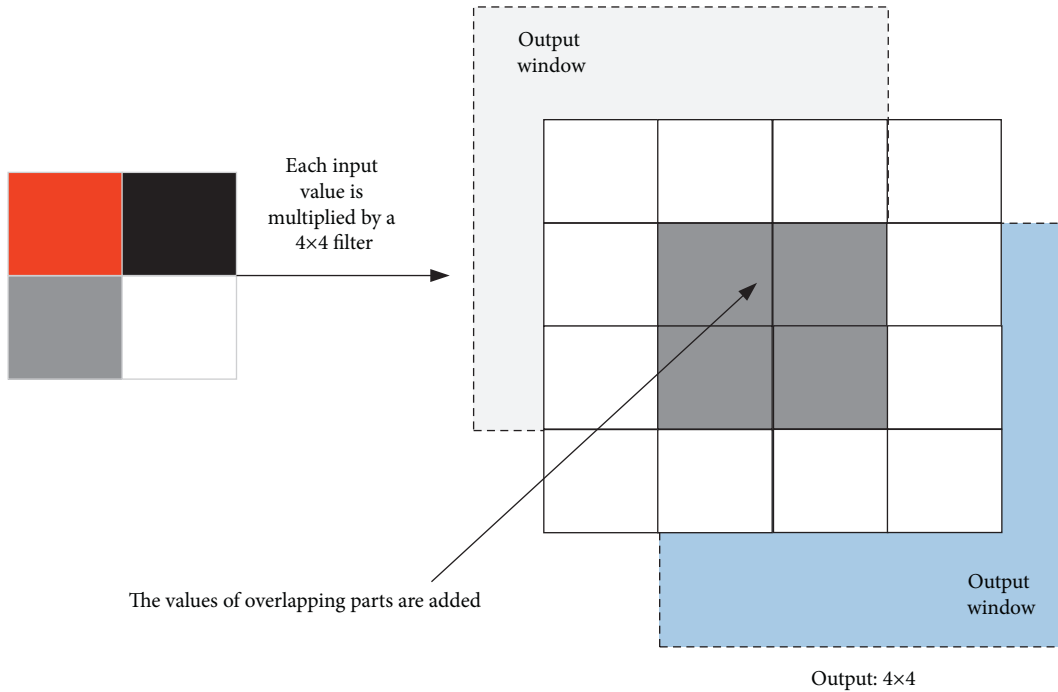 Output
window
Each input
value is
multiplied by a
4×4 filter
The values of overlapping parts are added
Output
window
Output: 4×4